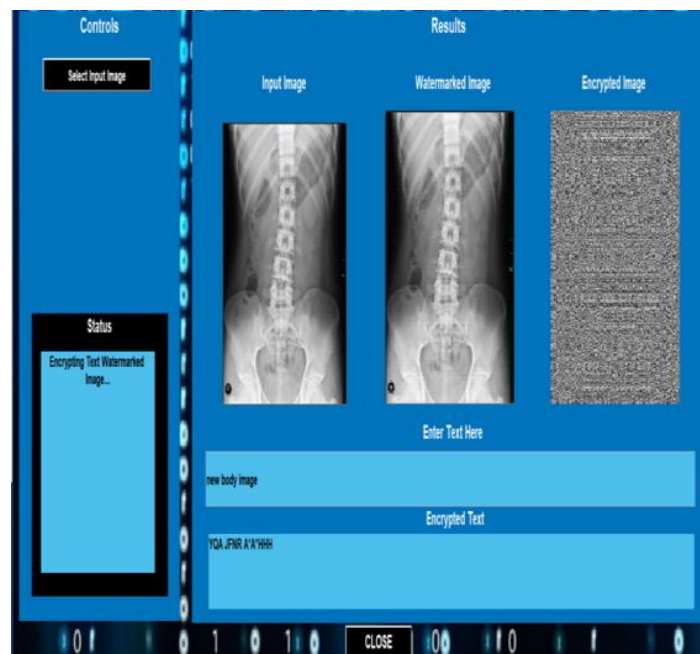 Controls
Select Input Image
Status
Encrypting Text Watermarked
Image...
Results
Input Image
Watermarked Image
Encrypted Image
Enter Text Here
new body image
Encrypted Text
YQA JFNR A*A*HHH
CLOSE